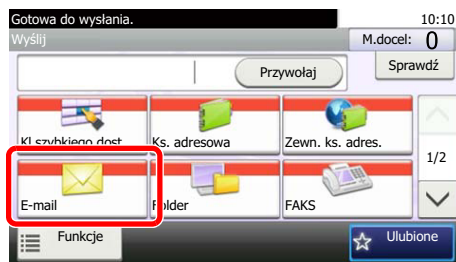 Gotowa do wysłania. 10:10
Wyślij M.docel: 0
Przywołaj Sprawdź
Kl szybkiego dost Ks. adresowa Zewn. ks. adres.
1/2
E-mail Folder FAKS
Funkcje Ulubione